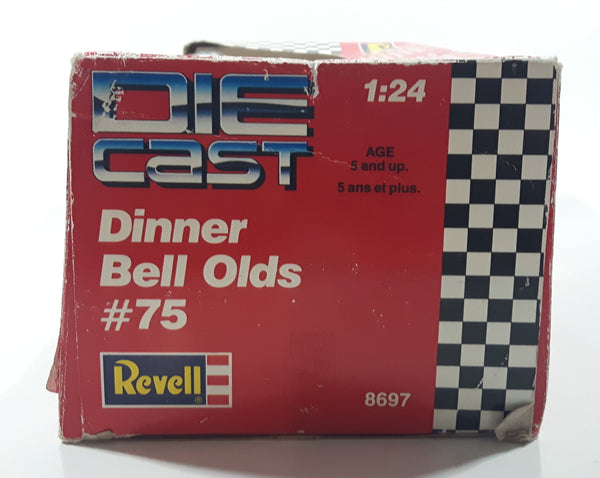 DIE
CAST
1:24
AGE
5 and up.
5 ans et plus.
Dinner
Bell Olds
#75
Revell®
8697